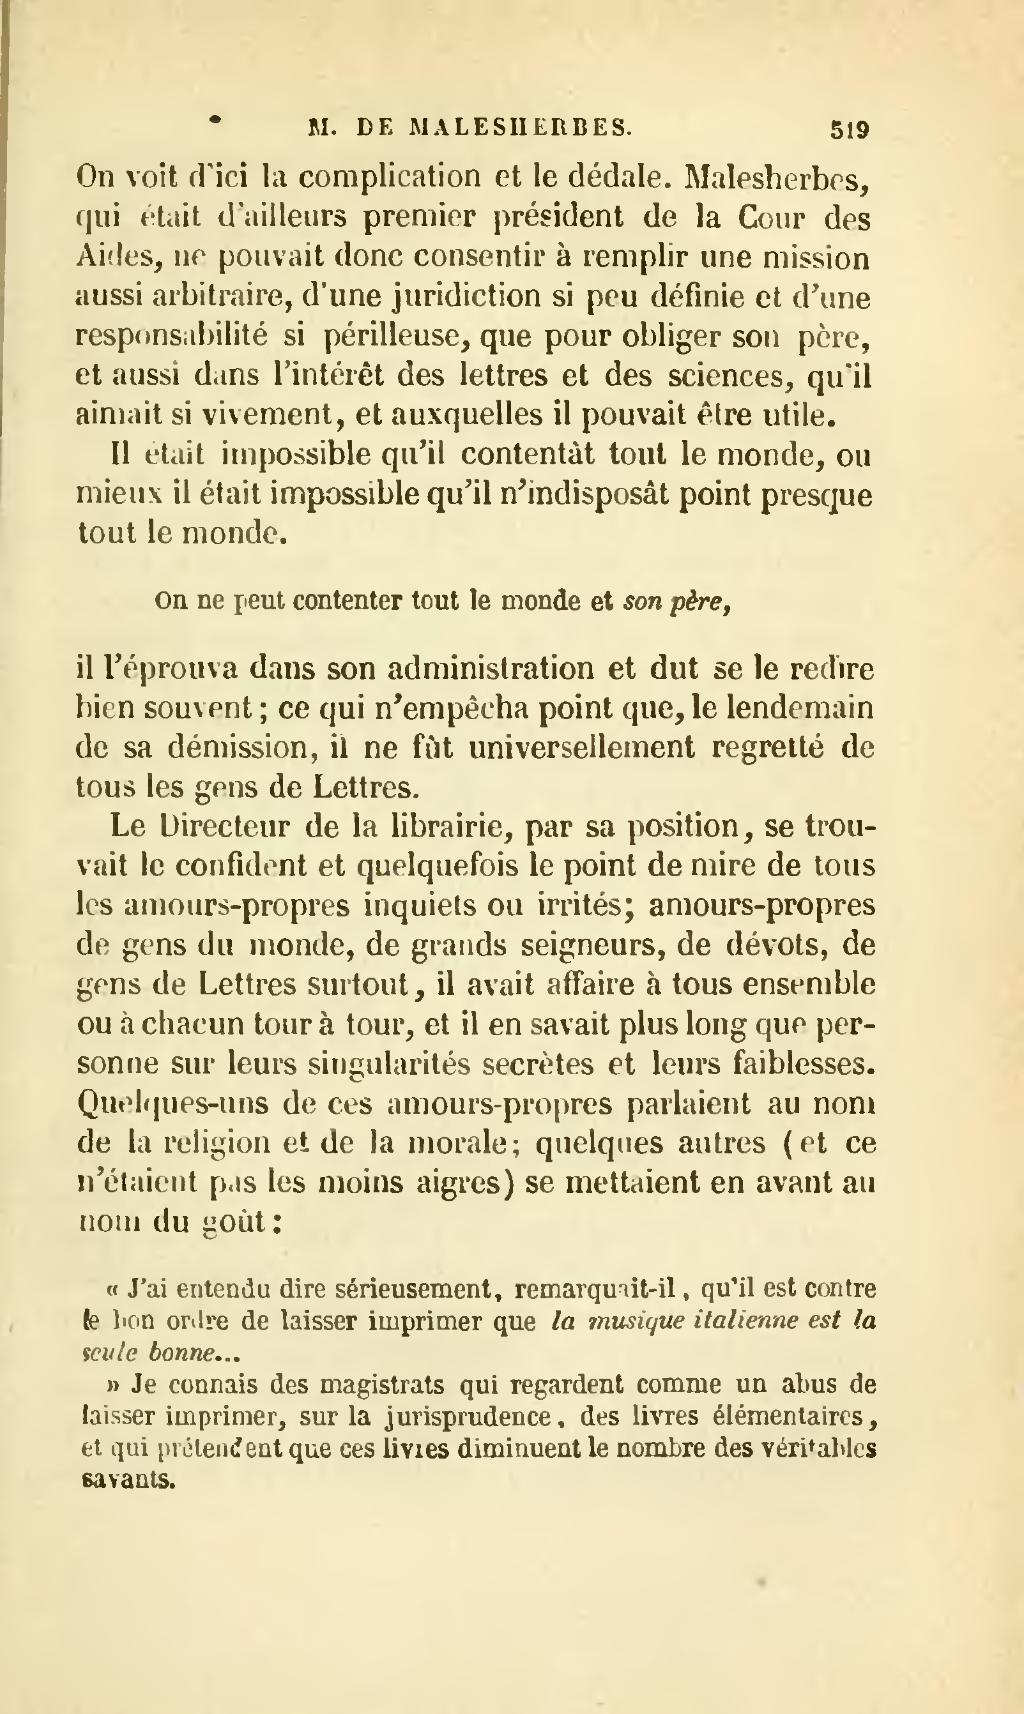 M. DE MALESHERBES. 519
On voit d'ici la complication et le dédale. Malesherbes,
qui était d'ailleurs premier président de la Cour des
Aides, ne pouvait donc consentir à remplir une mission
aussi arbitraire, d'une juridiction si peu définie et d'une
responsabilité si périlleuse, que pour obliger son père,
et aussi dans l'intérêt des lettres et des sciences, qu'il
aimait si vivement, et auxquelles il pouvait être utile.
Il était impossible qu'il contentât tout le monde, ou
mieux il était impossible qu'il n'indisposât point presque
tout le monde.
On ne peut contenter tout le monde et son père,
il l'éprouva dans son administration et dut se le redire
bien souvent ; ce qui n'empêcha point que, le lendemain
de sa démission, il ne fût universellement regretté de
tous les gens de Lettres.
Le Directeur de la librairie, par sa position, se trou-
vait le confident et quelquefois le point de mire de tous
les amours-propres inquiets ou irrités; amours-propres
de gens du monde, de grands seigneurs, de dévots, de
gens de Lettres surtout, il avait affaire à tous ensemble
ou à chacun tour à tour, et il en savait plus long que per-
sonne sur leurs singularités secrètes et leurs faiblesses.
Quelques-uns de ces amours-propres parlaient au nom
de la religion et de la morale; quelques autres (et ce
n'étaient pas les moins aigres) se mettaient en avant au
nom du goût :
« J'ai entendu dire sérieusement, remarquait-il, qu'il est contre
le bon ordre de laisser imprimer que la musique italienne est la
seule bonne...
» Je connais des magistrats qui regardent comme un abus de
laisser imprimer, sur la jurisprudence, des livres élémentaires,
et qui prétendent que ces livres diminuent le nombre des véritables
savants.